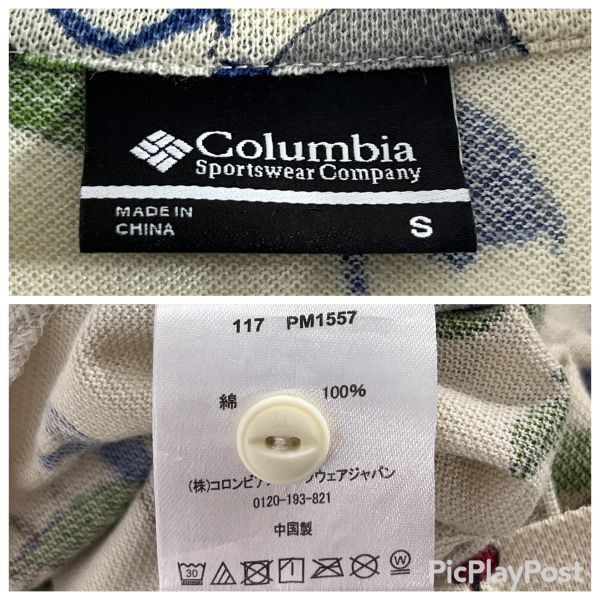 Columbia
Sportswear Company
MADE IN
CHINA
S
117 PM1557
綿 100%
(株)コロンビア ウェアジャパン
0120-193-821
中国製
30
W
PicPlayPost